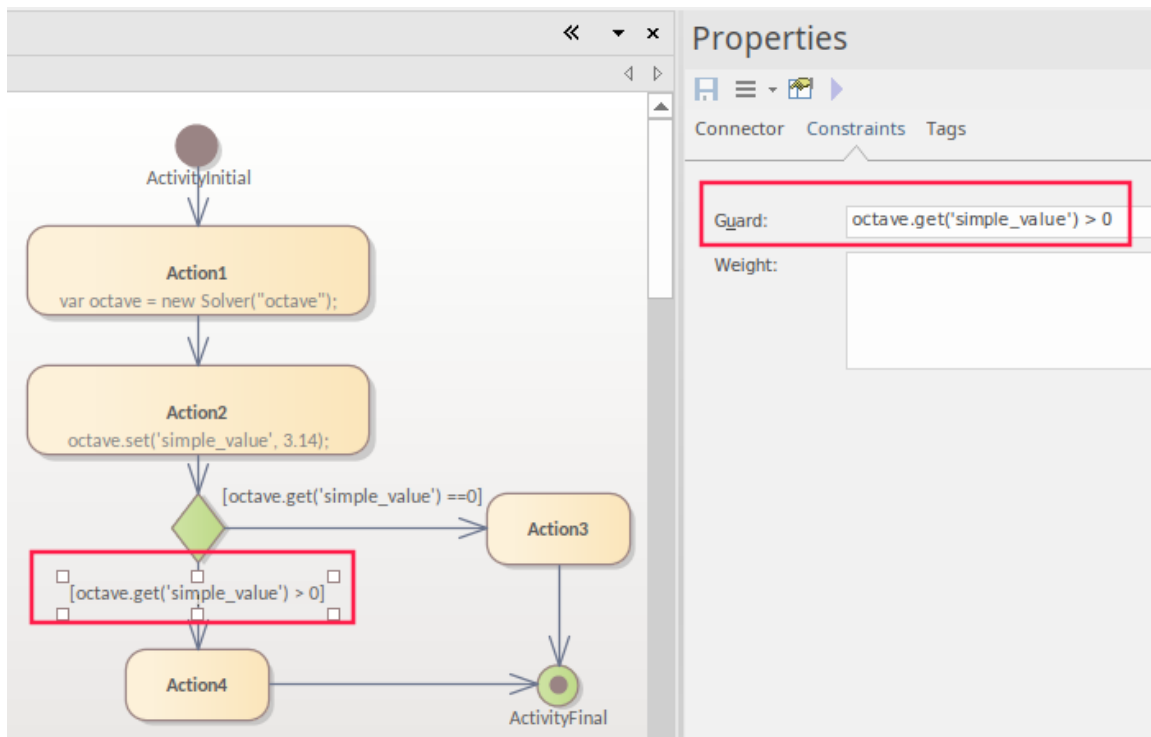 Properties
Connector Constraints Tags
ActivityInitial
Action1
var octave = new Solver("octave");
Action2
octave.set('simple_value', 3.14);
[octave.get('simple_value') ==0]
Action3
[octave.get('simple_value') > 0]
Action4
ActivityFinal
Guard:
octave.get('simple_value') > 0
Weight: